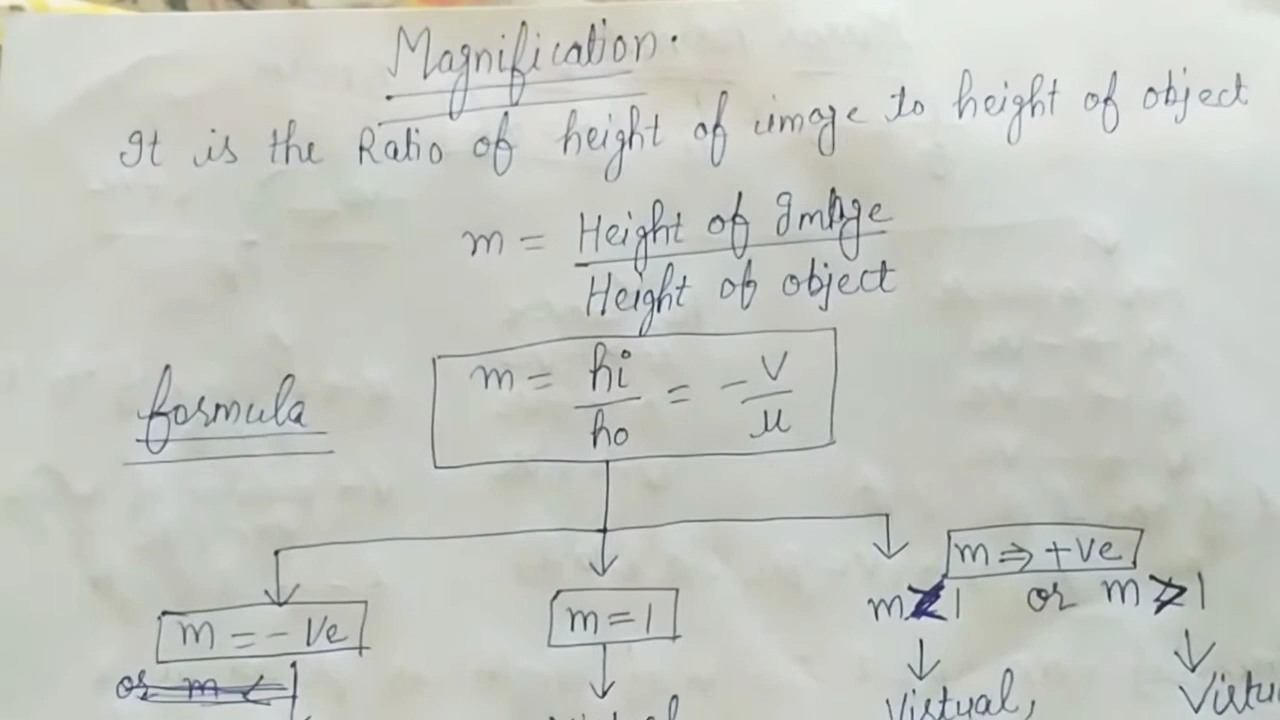 Magnification.
It is the Ratio of height of image to height of object
m = Height of Image / Height of object
formula
m = hi/ho = -v/u
m ⇒ +ve
m = -Ve
m = 1
m < 1 or m > 1
or m <
Virtual,